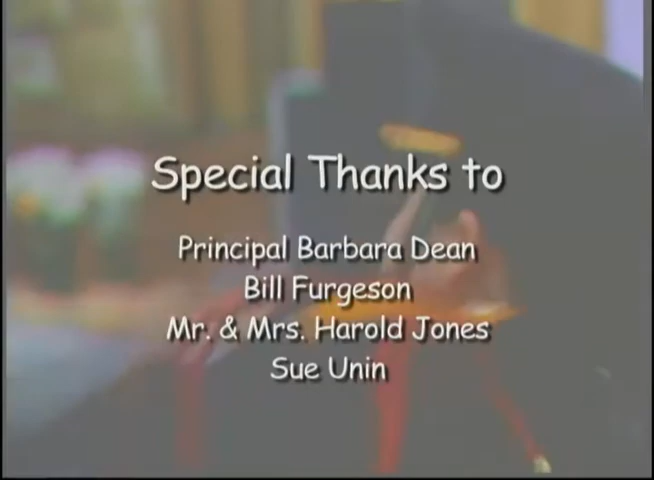 Special Thanks to
Principal Barbara Dean
Bill Furgeson
Mr. & Mrs. Harold Jones
Sue Unin